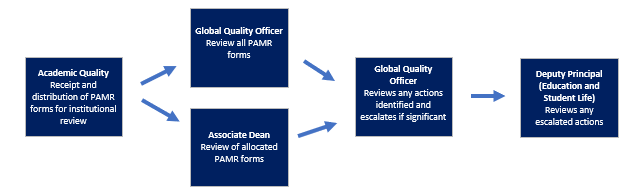 Academic Quality
Receipt and
distribution of PAMR
forms for institutional
review
Global Quality Officer
Review all PAMR
forms
Associate Dean
Review of allocated
PAMR forms
Global Quality
Officer
Reviews any actions
identified and
escalates if significant
Deputy Principal
(Education and
Student Life)
Reviews any
escalated actions